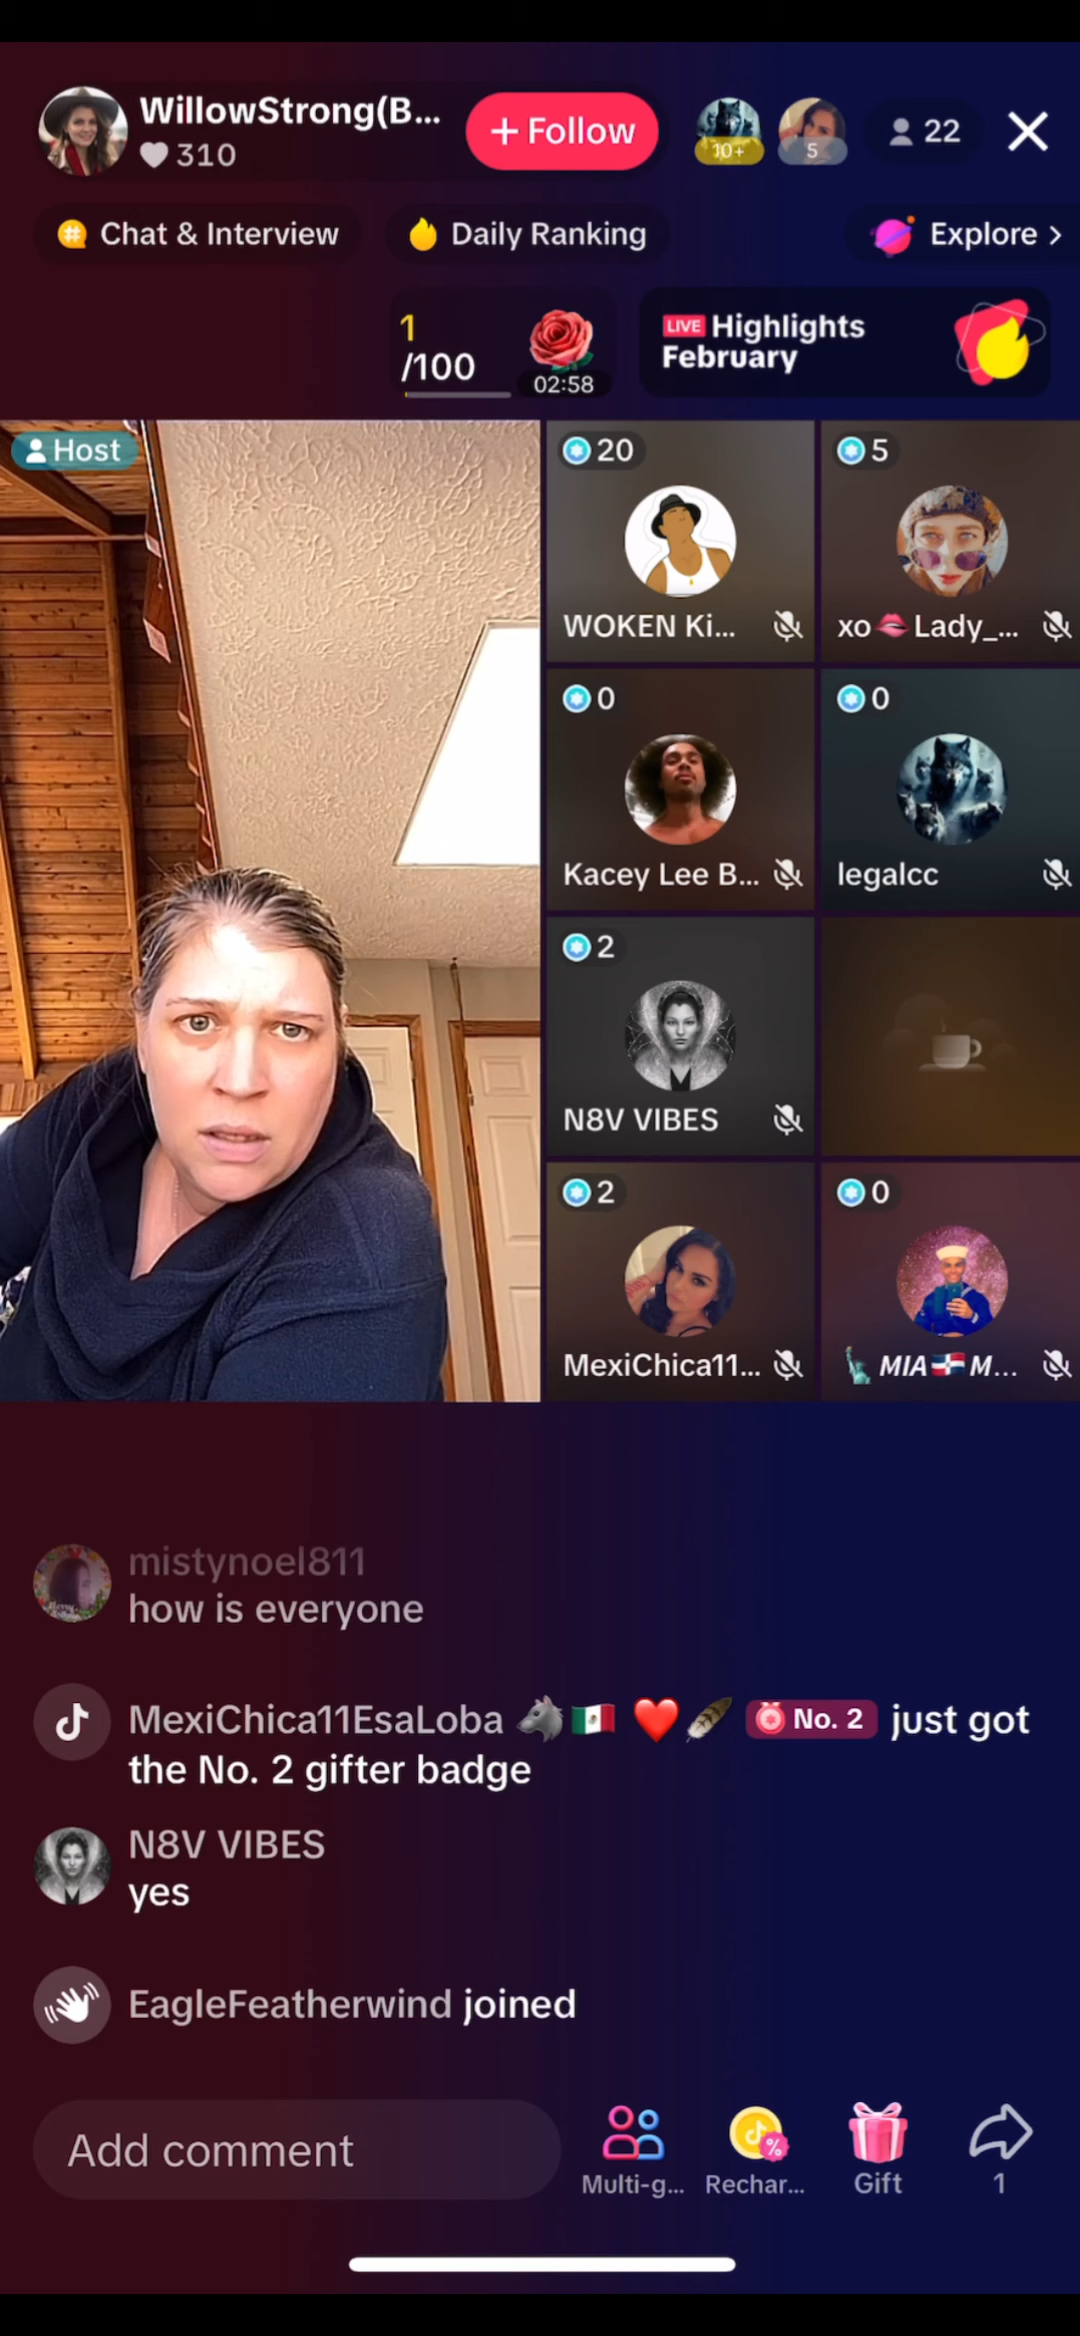 WillowStrong(B...
310
+ Follow
10+
5
22
Chat & Interview
Daily Ranking
Explore >
1
/100
02:58
LIVE Highlights
February
Host
20
WOKEN Ki...
5
xo💋Lady_...
0
Kacey Lee B...
0
legalcc
2
N8V VIBES
2
MexiChica11...
0
🗽 MIA🇩🇴M...
mistynoel811
how is everyone
MexiChica11EsaLoba 🐺🇲🇽 ❤️🪶 No. 2 just got
the No. 2 gifter badge
N8V VIBES
yes
EagleFeatherwind joined
Add comment
Multi-g...
Rechar...
Gift
1